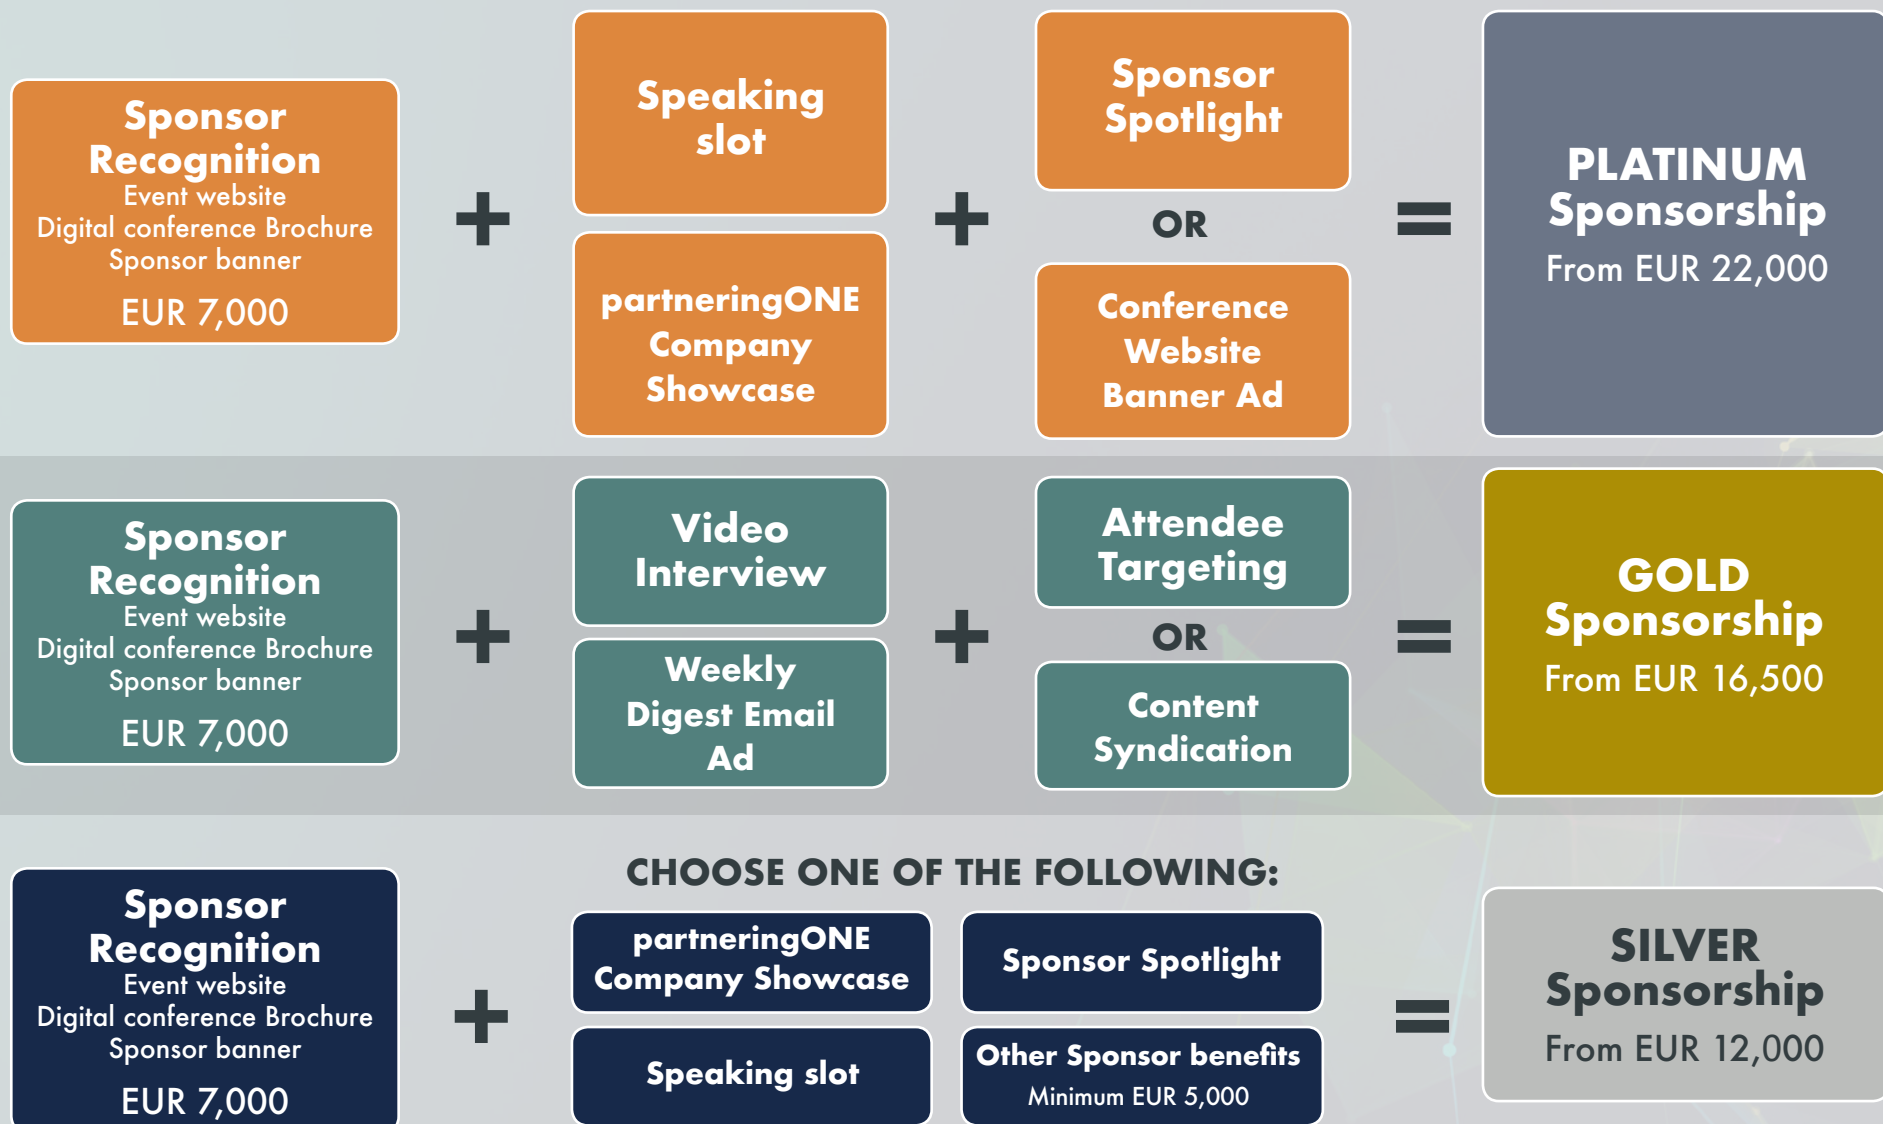 Sponsor
Recognition
Event website
Digital conference Brochure
Sponsor banner
EUR 7,000
+
Speaking
slot
partneringONE
Company
Showcase
+
Sponsor
Spotlight
OR
Conference
Website
Banner Ad
=
PLATINUM
Sponsorship
From EUR 22,000
Sponsor
Recognition
Event website
Digital conference Brochure
Sponsor banner
EUR 7,000
+
Video
Interview
Weekly
Digest Email
Ad
+
Attendee
Targeting
OR
Content
Syndication
=
GOLD
Sponsorship
From EUR 16,500
Sponsor
Recognition
Event website
Digital conference Brochure
Sponsor banner
EUR 7,000
+
CHOOSE ONE OF THE FOLLOWING:
partneringONE
Company Showcase
Sponsor Spotlight
Speaking slot
Other Sponsor benefits
Minimum EUR 5,000
=
SILVER
Sponsorship
From EUR 12,000